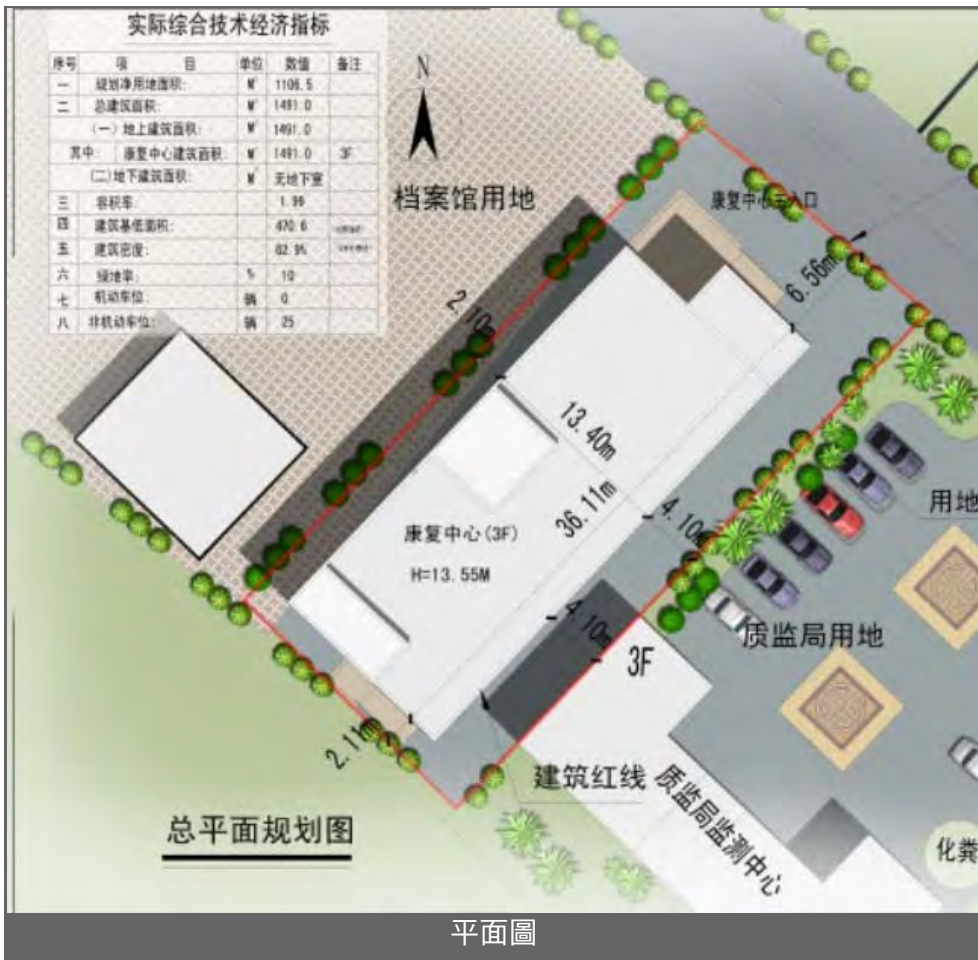 实际综合技术经济指标
序号 项 目 单位 数值 备注
一 规划净用地面积: M² 1106.5
二 总建筑面积: M² 1491.0
(一)地上建筑面积: M² 1491.0
其中: 康复中心建筑面积: M² 1491.0 3F
(二)地下建筑面积: M² 无地下室
三 容积率: 1.99
四 建筑基底面积: 470.6
五 建筑密度: 62.9%
六 绿地率: % 10
七 机动车位: 辆 0
八 非机动车位: 辆 25
N
档案馆用地
康复中心主入口
6.56m
2.10m
13.40m
36.11m
4.10m
用地
康复中心(3F)
H=13.55M
4.10m
质监局用地
3F
2.11m
建筑红线
质监局监测中心
总平面规划图
化粪
平面圖